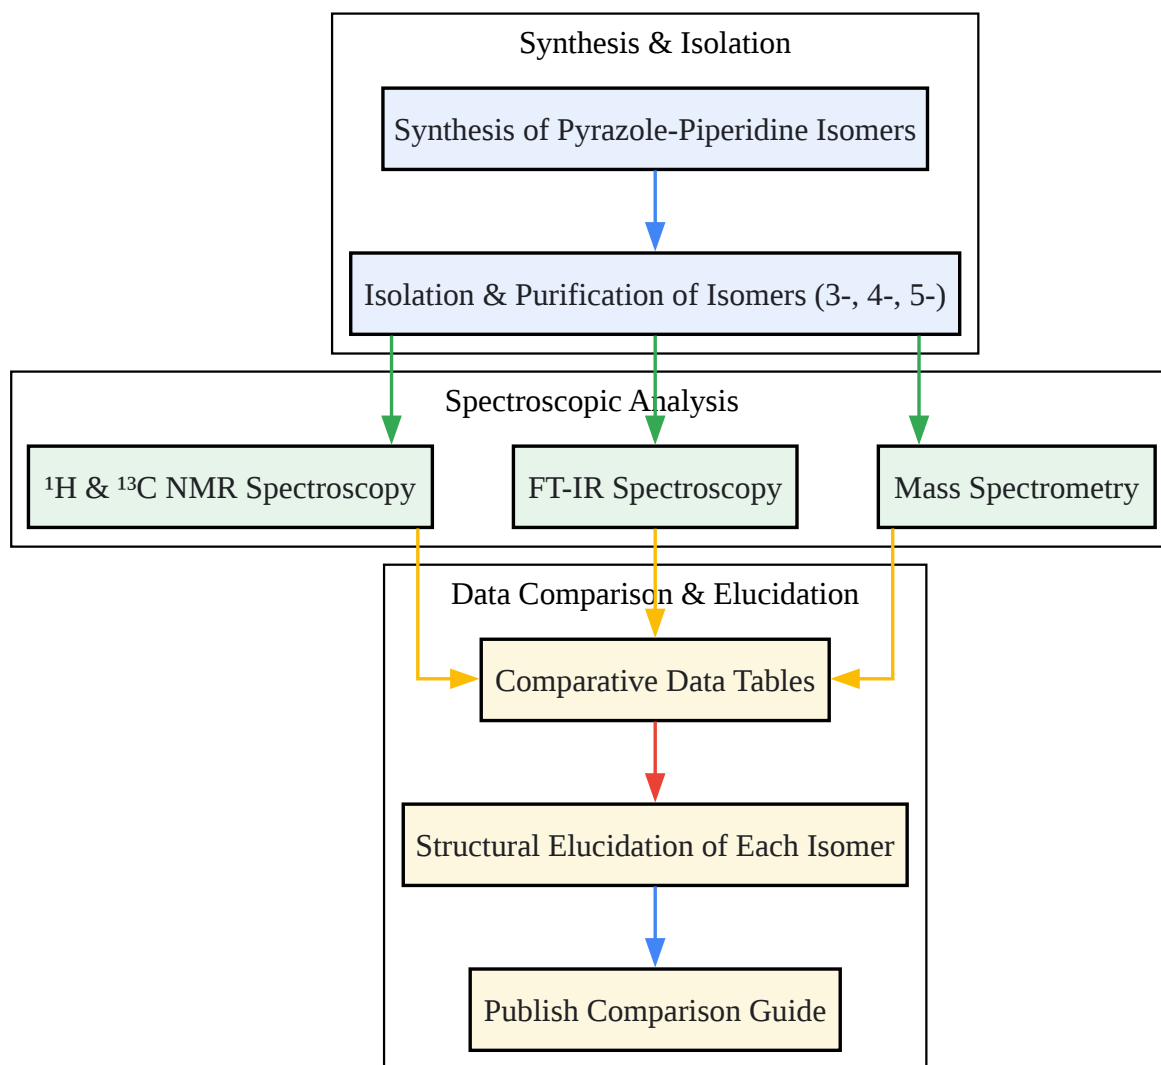 Synthesis & Isolation
Synthesis of Pyrazole-Piperidine Isomers
Isolation & Purification of Isomers (3-, 4-, 5-)
Spectroscopic Analysis
¹H & ¹³C NMR Spectroscopy
FT-IR Spectroscopy
Mass Spectrometry
Data Comparison & Elucidation
Comparative Data Tables
Structural Elucidation of Each Isomer
Publish Comparison Guide